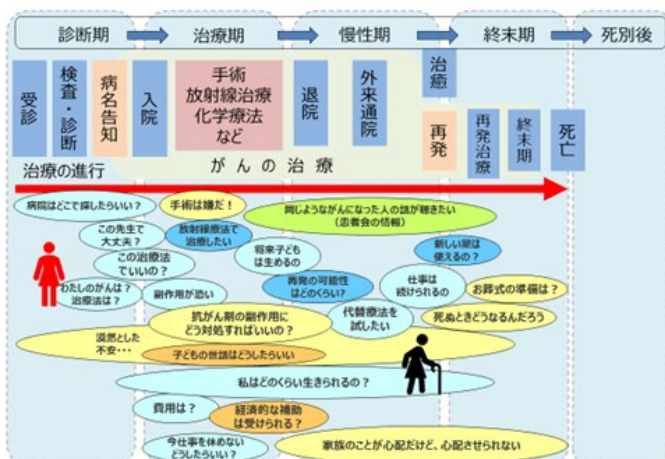 診断期
治療期
慢性期
終末期
死別後
受診
検査・診断
病名告知
入院
手術
放射線治療
化学療法
など
退院
外来通院
治癒
再発
再発治療
終末期
死亡
がんの治療
治療の進行
病院はどこで探したらいい？
手術は嫌だ！
同じようながんになった人の話が聴きたい
（患者会の情報）
この先生で
大丈夫？
放射線療法で
治療したい
将来子どもは
生めるの
新しい薬は
使えるの？
この治療法
でいいの？
わたしのがんは？
治療法は？
副作用が恐い
再発の可能性
はどのくらい？
仕事は
続けられるの
お葬式の準備は？
抗がん剤の副作用に
どう対処すればいいの？
代替療法を
試したい
死ぬときどうなるんだろう
漠然とした
不安・・・
子どもの世話はどうしたらいい
私はどのくらい生きられるの？
費用は？
経済的な補助
は受けられる？
今仕事を休めない
どうしたらいい？
家族のことが心配だけど、心配させられない